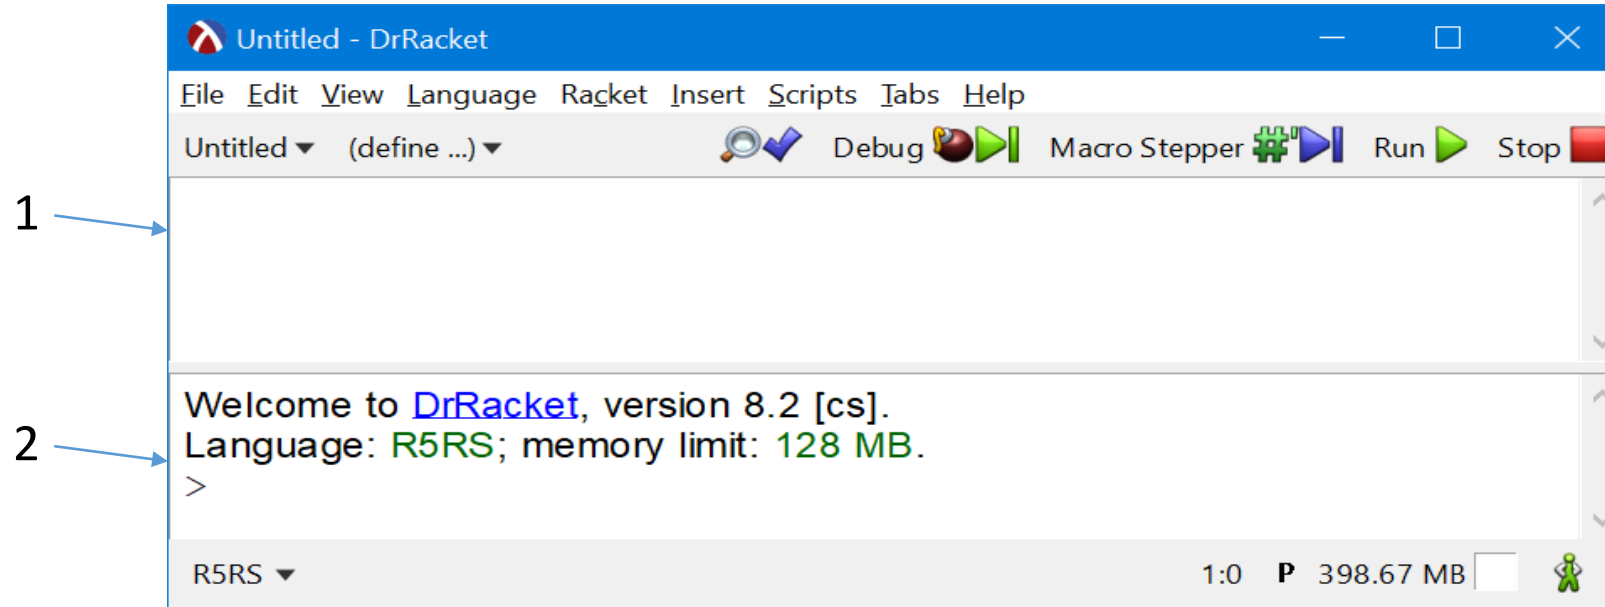 Untitled - DrRacket
File Edit View Language Racket Insert Scripts Tabs Help
Untitled (define ...) Debug Macro Stepper Run Stop
1
Welcome to DrRacket, version 8.2 [cs].
Language: R5RS; memory limit: 128 MB.
2
>
R5RS 1:0 P 398.67 MB